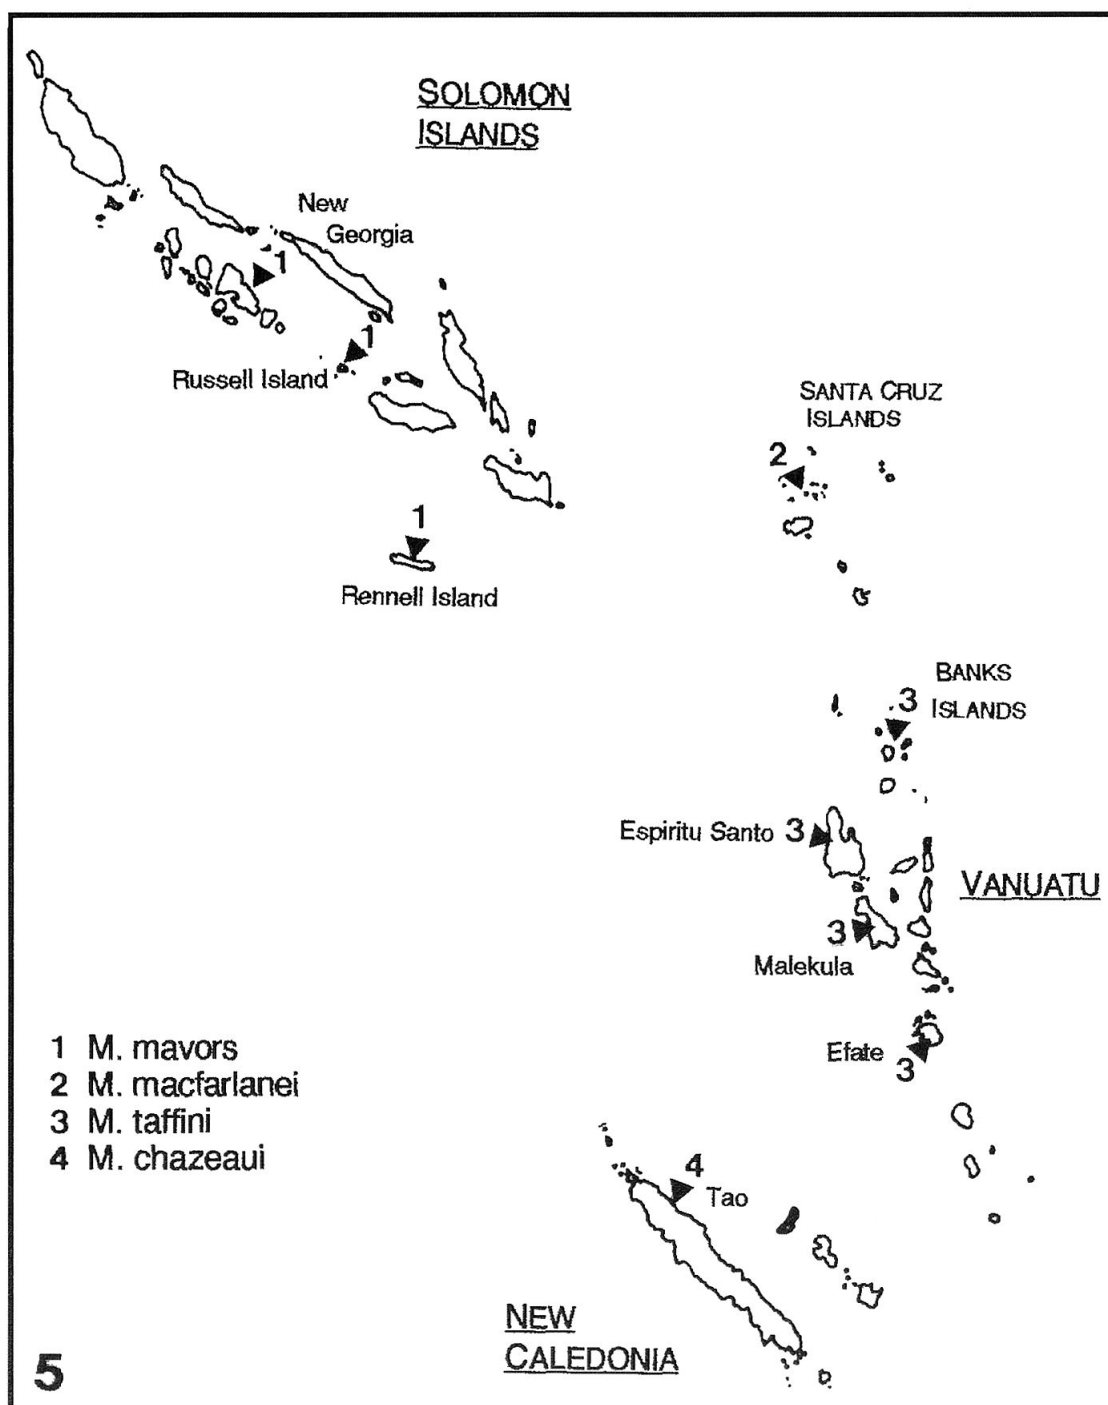 SOLOMON
ISLANDS
New
Georgia
1
1
Russell Island
SANTA CRUZ
ISLANDS
2
1
Rennell Island
BANKS
3 ISLANDS
Espiritu Santo 3
VANUATU
3
Malekula
Efate
3
1 M. mavors
2 M. macfarlanei
3 M. taffini
4 M. chazeaui
4
Tao
NEW
CALEDONIA
5